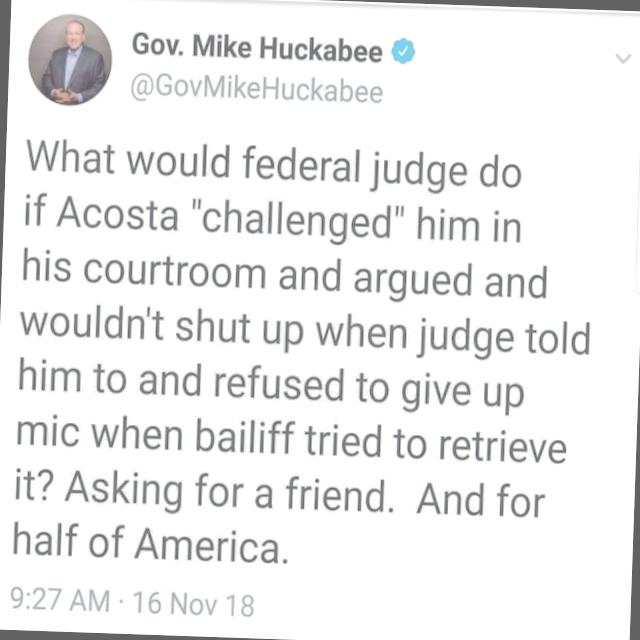 Gov. Mike Huckabee
@GovMikeHuckabee
What would federal judge do
if Acosta "challenged" him in
his courtroom and argued and
wouldn't shut up when judge told
him to and refused to give up
mic when bailiff tried to retrieve
it? Asking for a friend. And for
half of America.
9:27 AM · 16 Nov 18